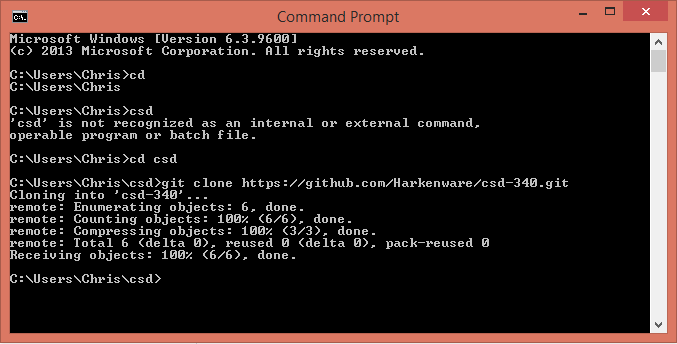 Command Prompt
Microsoft Windows [Version 6.3.9600]
(c) 2013 Microsoft Corporation. All rights reserved.
C:\Users\Chris>cd
C:\Users\Chris
C:\Users\Chris>csd
'csd' is not recognized as an internal or external command,
operable program or batch file.
C:\Users\Chris>cd csd
C:\Users\Chris\csd>git clone https://github.com/Harkenware/csd-340.git
Cloning into 'csd-340'...
remote: Enumerating objects: 6, done.
remote: Counting objects: 100% (6/6), done.
remote: Compressing objects: 100% (3/3), done.
remote: Total 6 (delta 0), reused 0 (delta 0), pack-reused 0
Receiving objects: 100% (6/6), done.
C:\Users\Chris\csd>